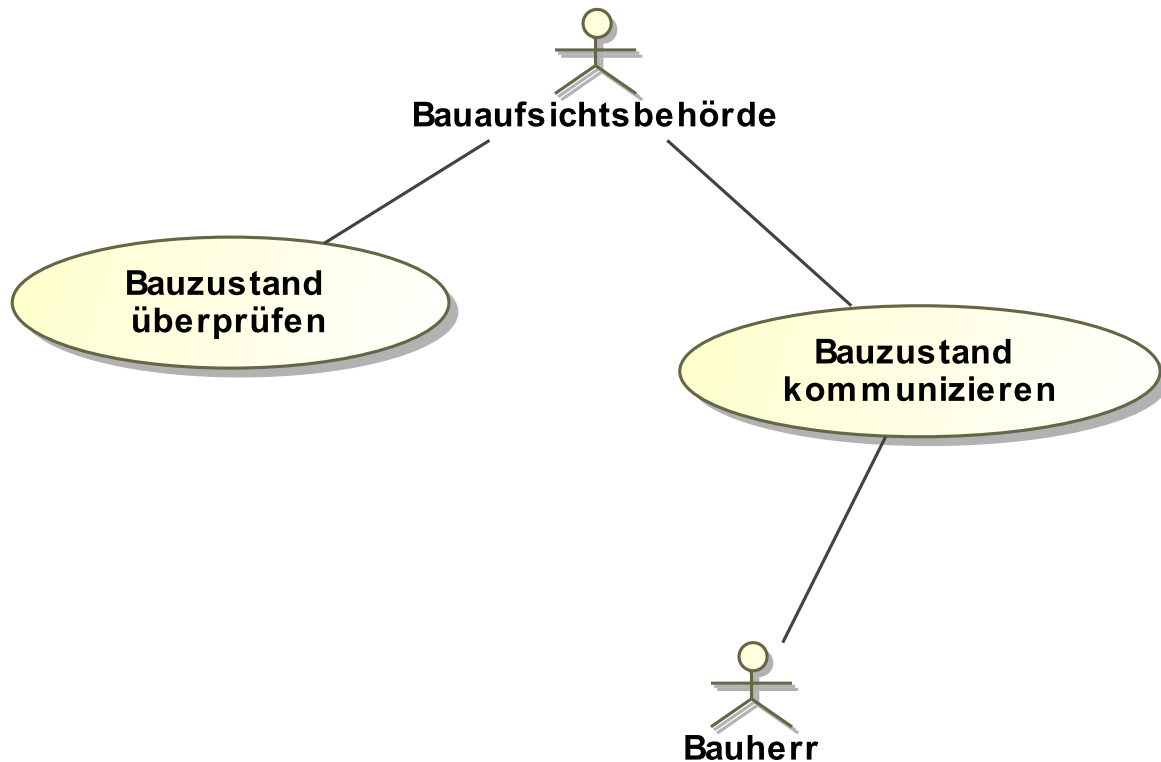 Bauaufsichtsbehörde
Bauzustand
überprüfen
Bauzustand
kommunizieren
Bauherr